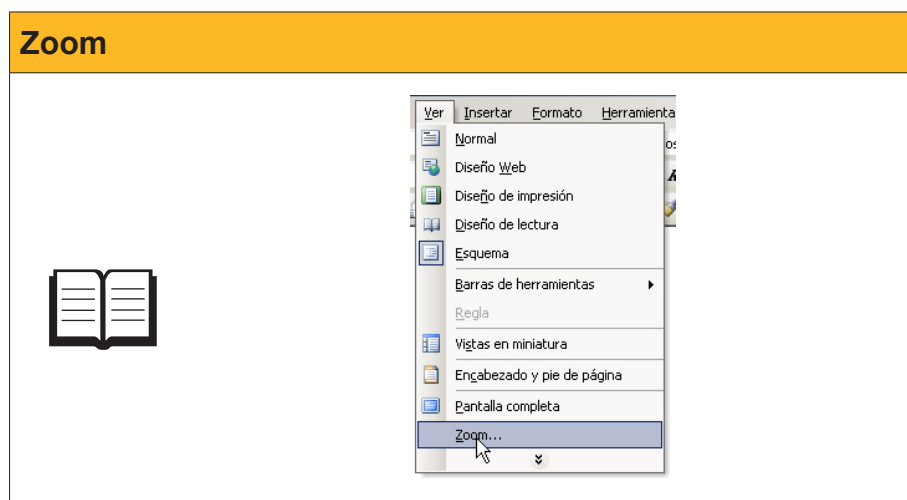 Zoom
Ver Insertar Formato Herramienta
Normal
Diseño Web
Diseño de impresión
Diseño de lectura
Esquema
Barras de herramientas
Regla
Vistas en miniatura
Encabezado y pie de página
Pantalla completa
Zoom...